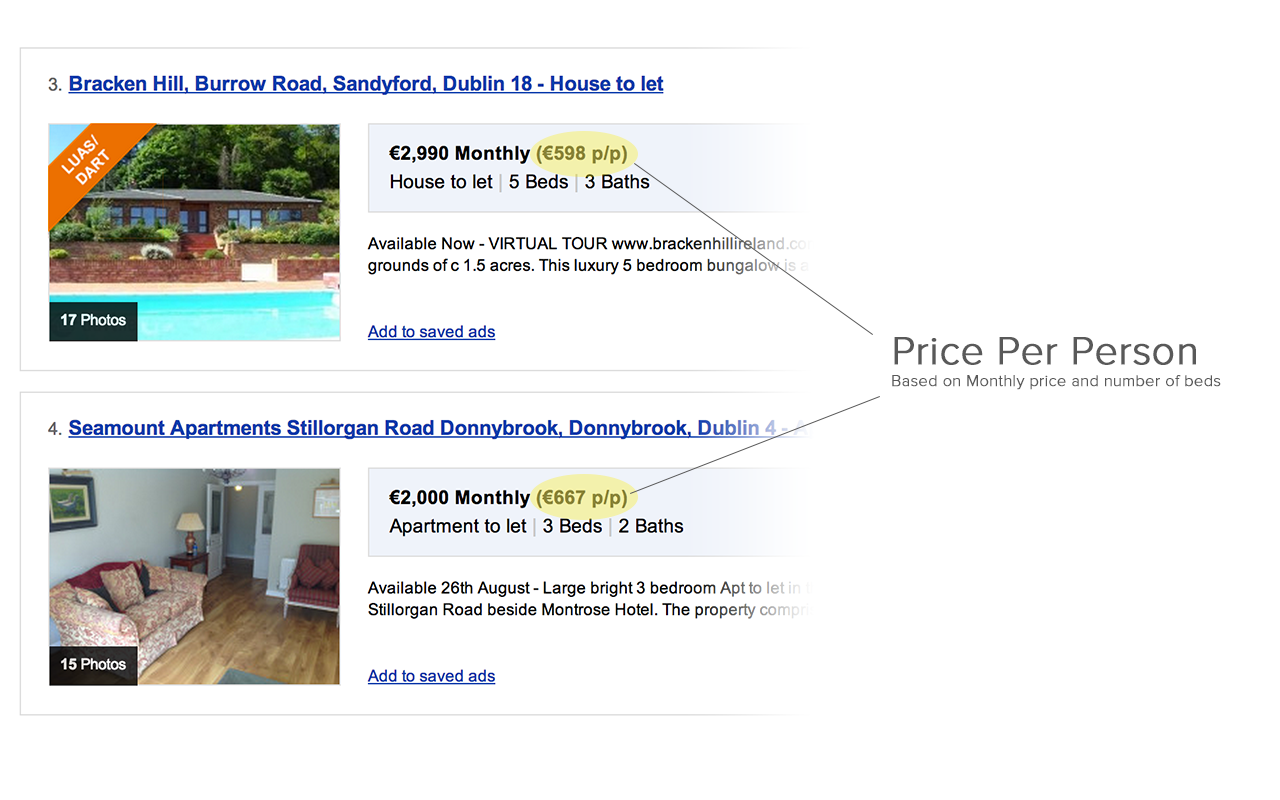 3. Bracken Hill, Burrow Road, Sandyford, Dublin 18 - House to let
LUAS/
DART
17 Photos
€2,990 Monthly (€598 p/p)
House to let | 5 Beds | 3 Baths
Available Now - VIRTUAL TOUR www.brackenhillireland.co
grounds of c 1.5 acres. This luxury 5 bedroom bungalow is a
Add to saved ads
Price Per Person
Based on Monthly price and number of beds
4. Seamount Apartments Stillorgan Road Donnybrook, Donnybrook, Dublin 4 - A
15 Photos
€2,000 Monthly (€667 p/p)
Apartment to let | 3 Beds | 2 Baths
Available 26th August - Large bright 3 bedroom Apt to let in
Stillorgan Road beside Montrose Hotel. The property compr
Add to saved ads